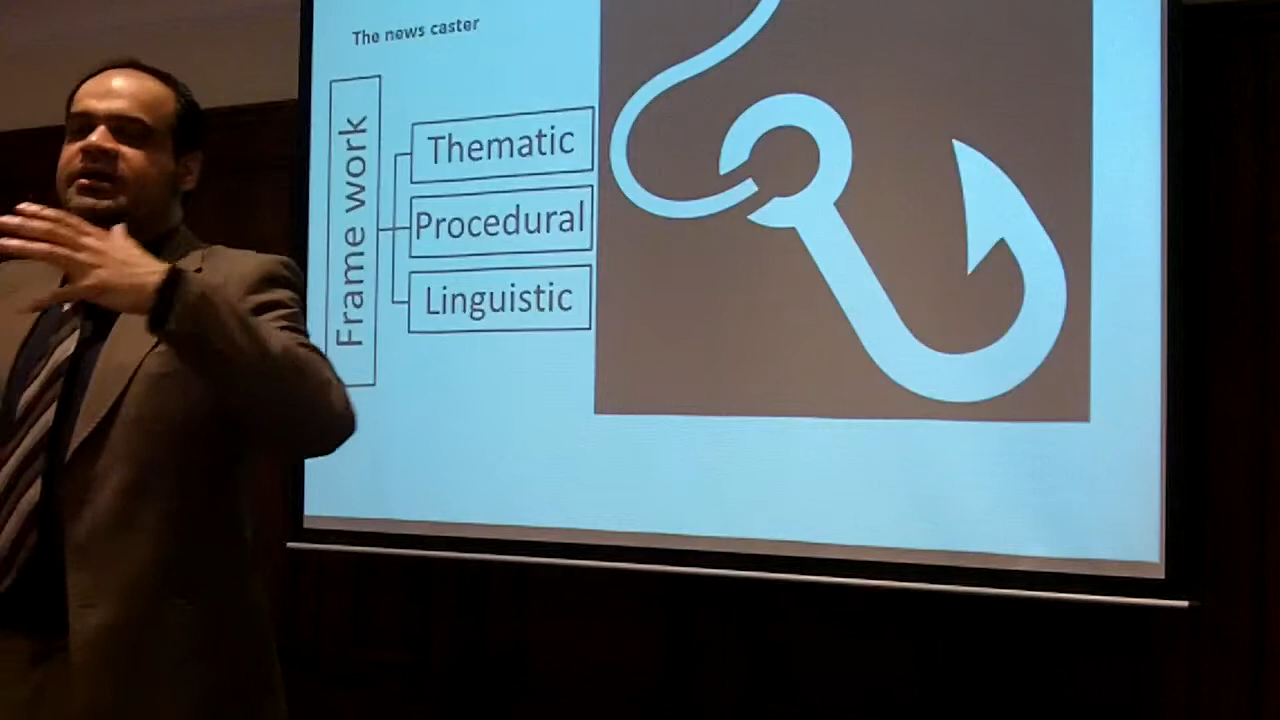 The news caster
Frame work
Thematic
Procedural
Linguistic